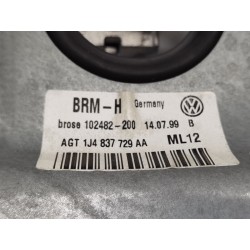 BRM-H Germany
brose 102482-200 14.07.99 B
AGT 1J4 837 729 AA ML12